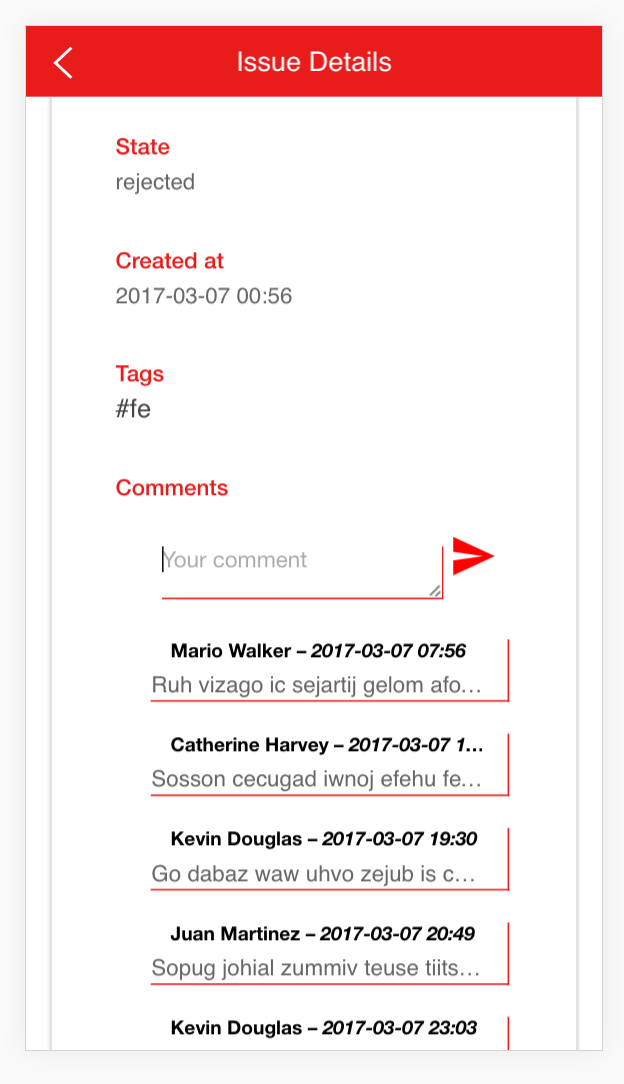 Issue Details
State
rejected
Created at
2017-03-07 00:56
Tags
#fe
Comments
Your comment
Mario Walker – 2017-03-07 07:56
Ruh vizago ic sejartij gelom afo…
Catherine Harvey – 2017-03-07 1…
Sosson cecugad iwnoj efehu fe…
Kevin Douglas – 2017-03-07 19:30
Go dabaz waw uhvo zejub is c…
Juan Martinez – 2017-03-07 20:49
Sopug johial zummiv teuse tiits…
Kevin Douglas – 2017-03-07 23:03